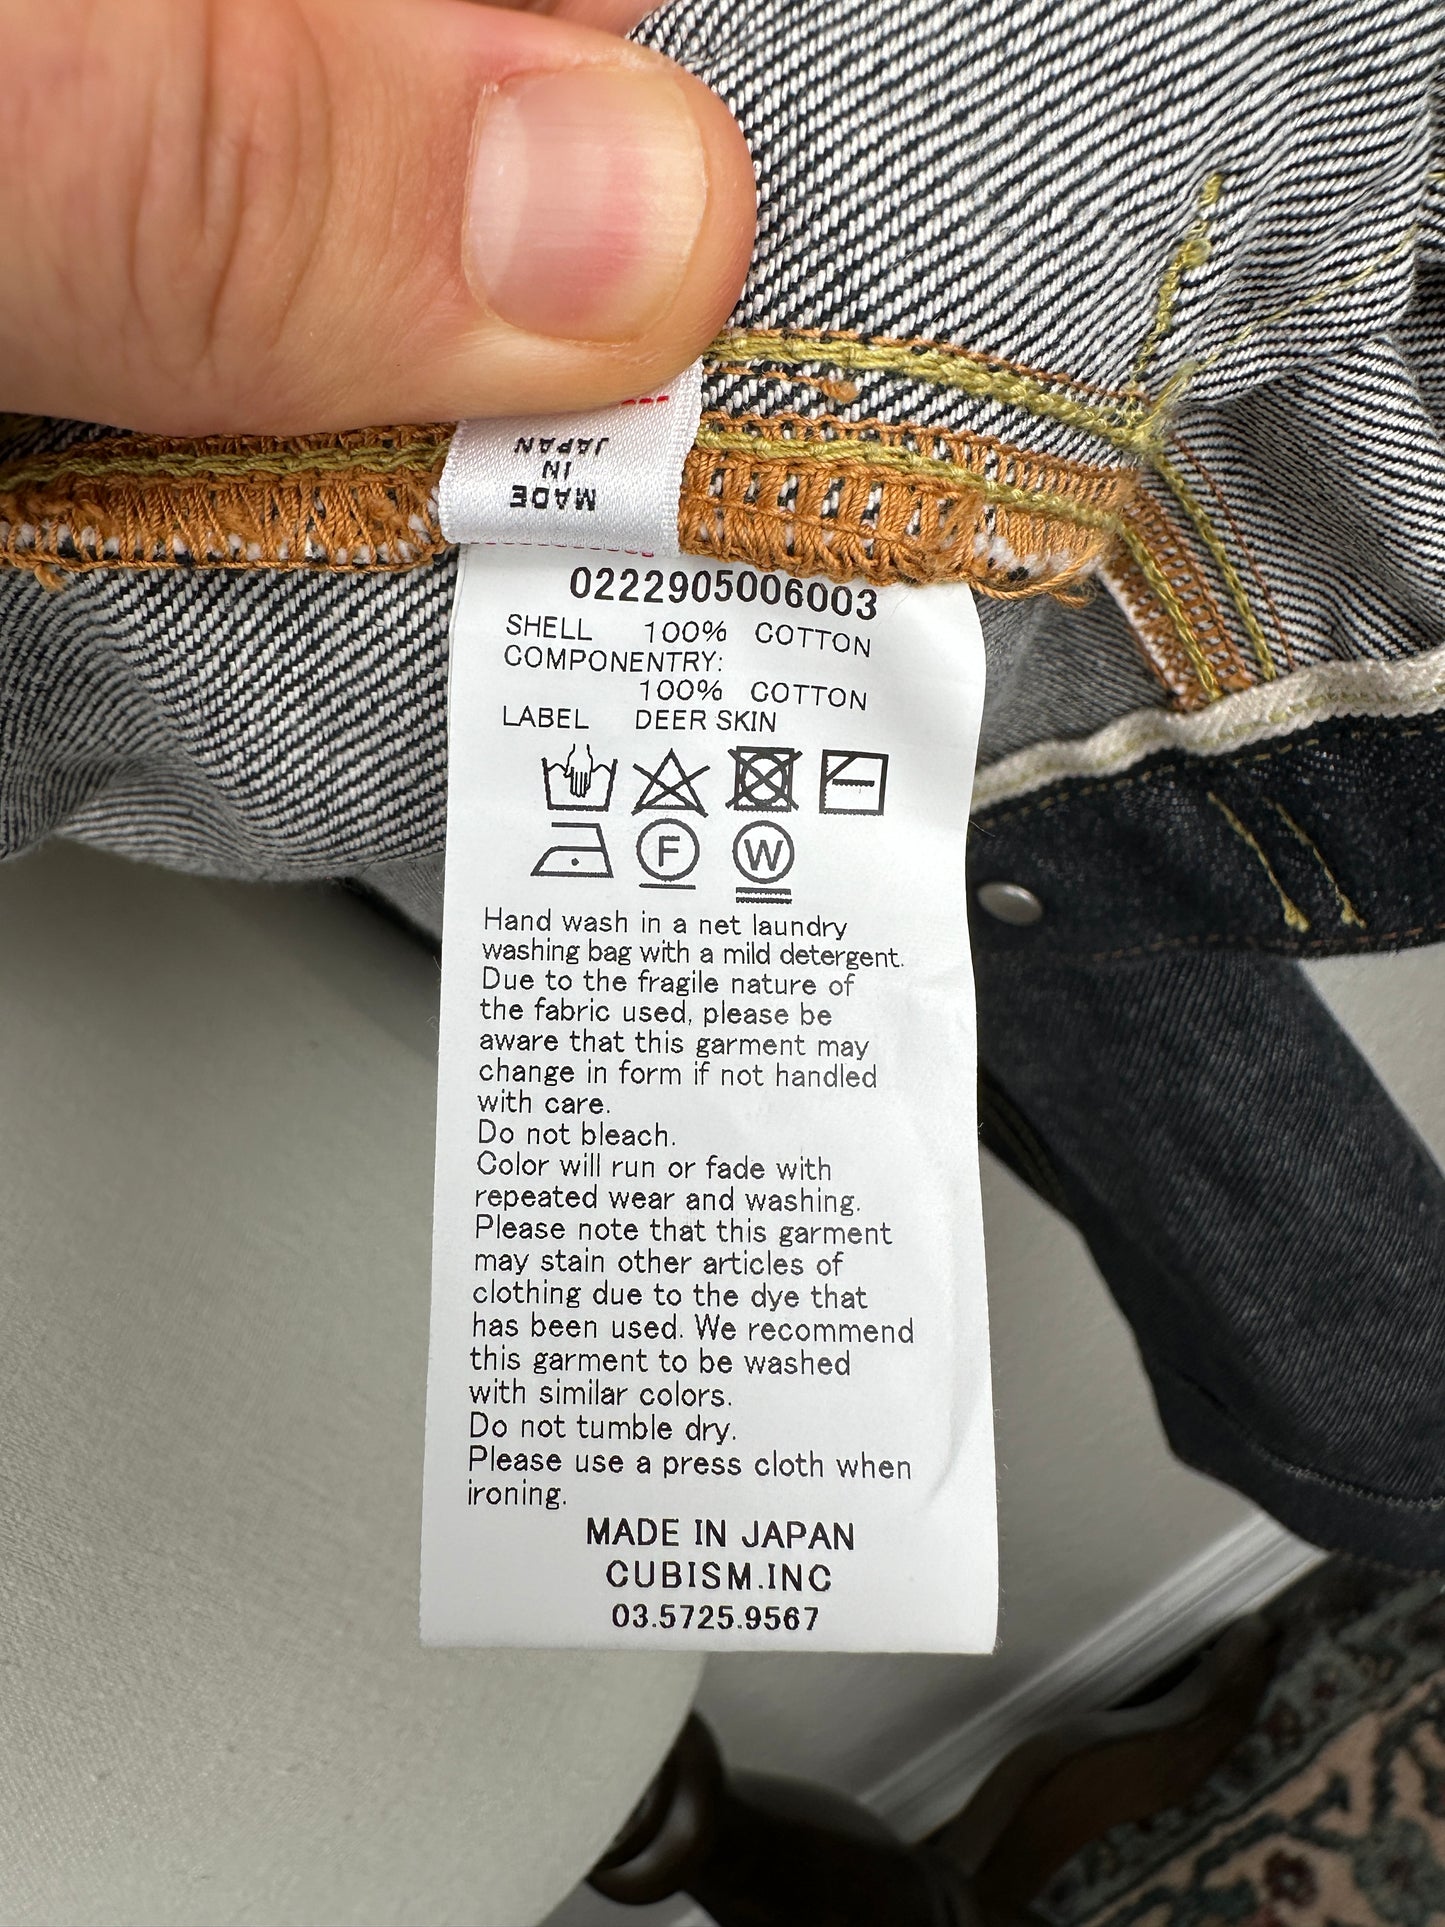 MADE
IN
JAPAN
0222905006003
SHELL 100% COTTON
COMPONENTRY:
100% COTTON
LABEL DEER SKIN
F W
Hand wash in a net laundry
washing bag with a mild detergent.
Due to the fragile nature of
the fabric used, please be
aware that this garment may
change in form if not handled
with care.
Do not bleach.
Color will run or fade with
repeated wear and washing.
Please note that this garment
may stain other articles of
clothing due to the dye that
has been used. We recommend
this garment to be washed
with similar colors.
Do not tumble dry.
Please use a press cloth when
ironing.
MADE IN JAPAN
CUBISM.INC
03.5725.9567